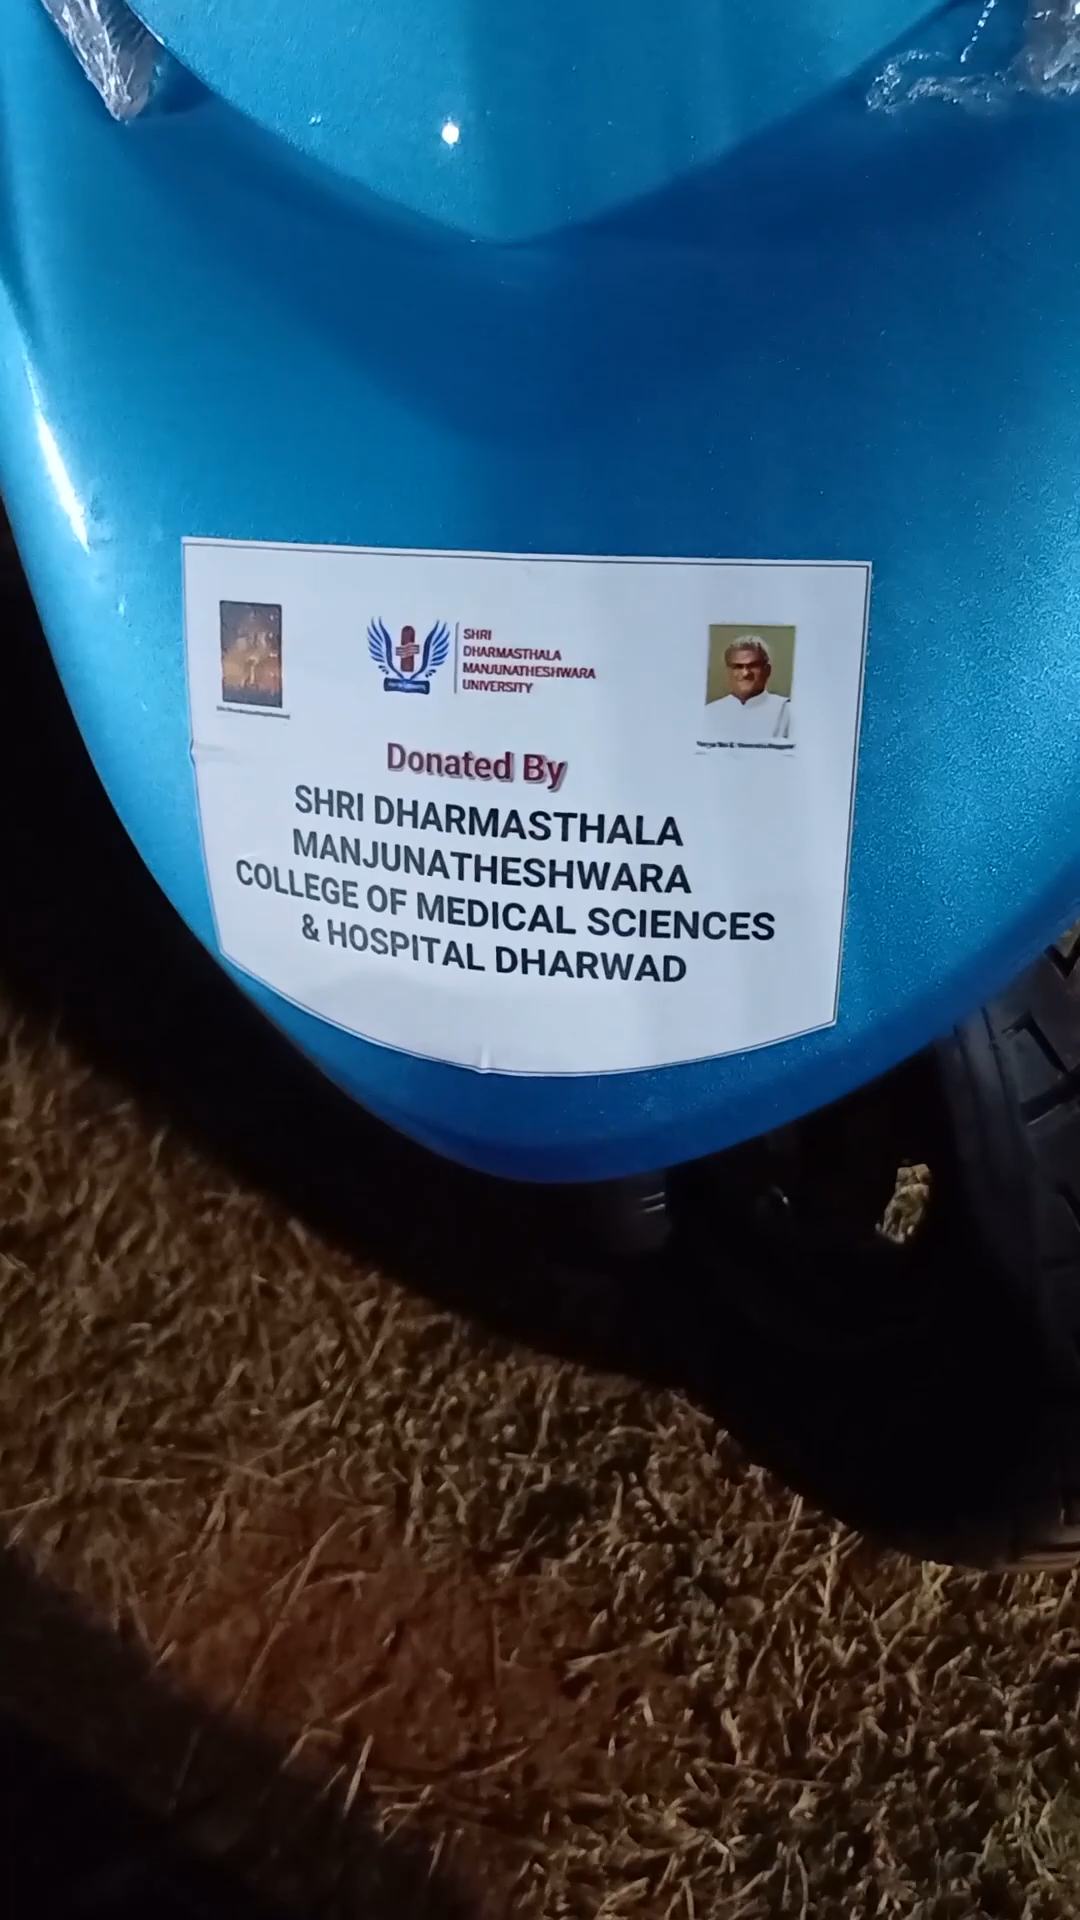 SHRI
DHARMASTHALA
MANJUNATHESHWARA
UNIVERSITY
Donated By
SHRI DHARMASTHALA
MANJUNATHESHWARA
COLLEGE OF MEDICAL SCIENCES
& HOSPITAL DHARWAD